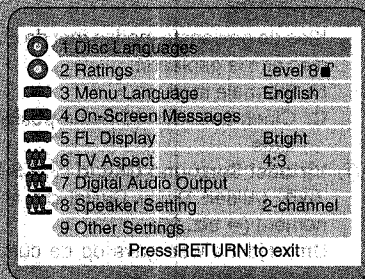 1 Disc Languages
2 Ratings Level 8
3 Menu Language English
4 On-Screen Messages
5 FL Display Bright
6 TV Aspect 4:3
7 Digital Audio Output
8 Speaker Setting 2-channel
9 Other Settings
Press RETURN to exit